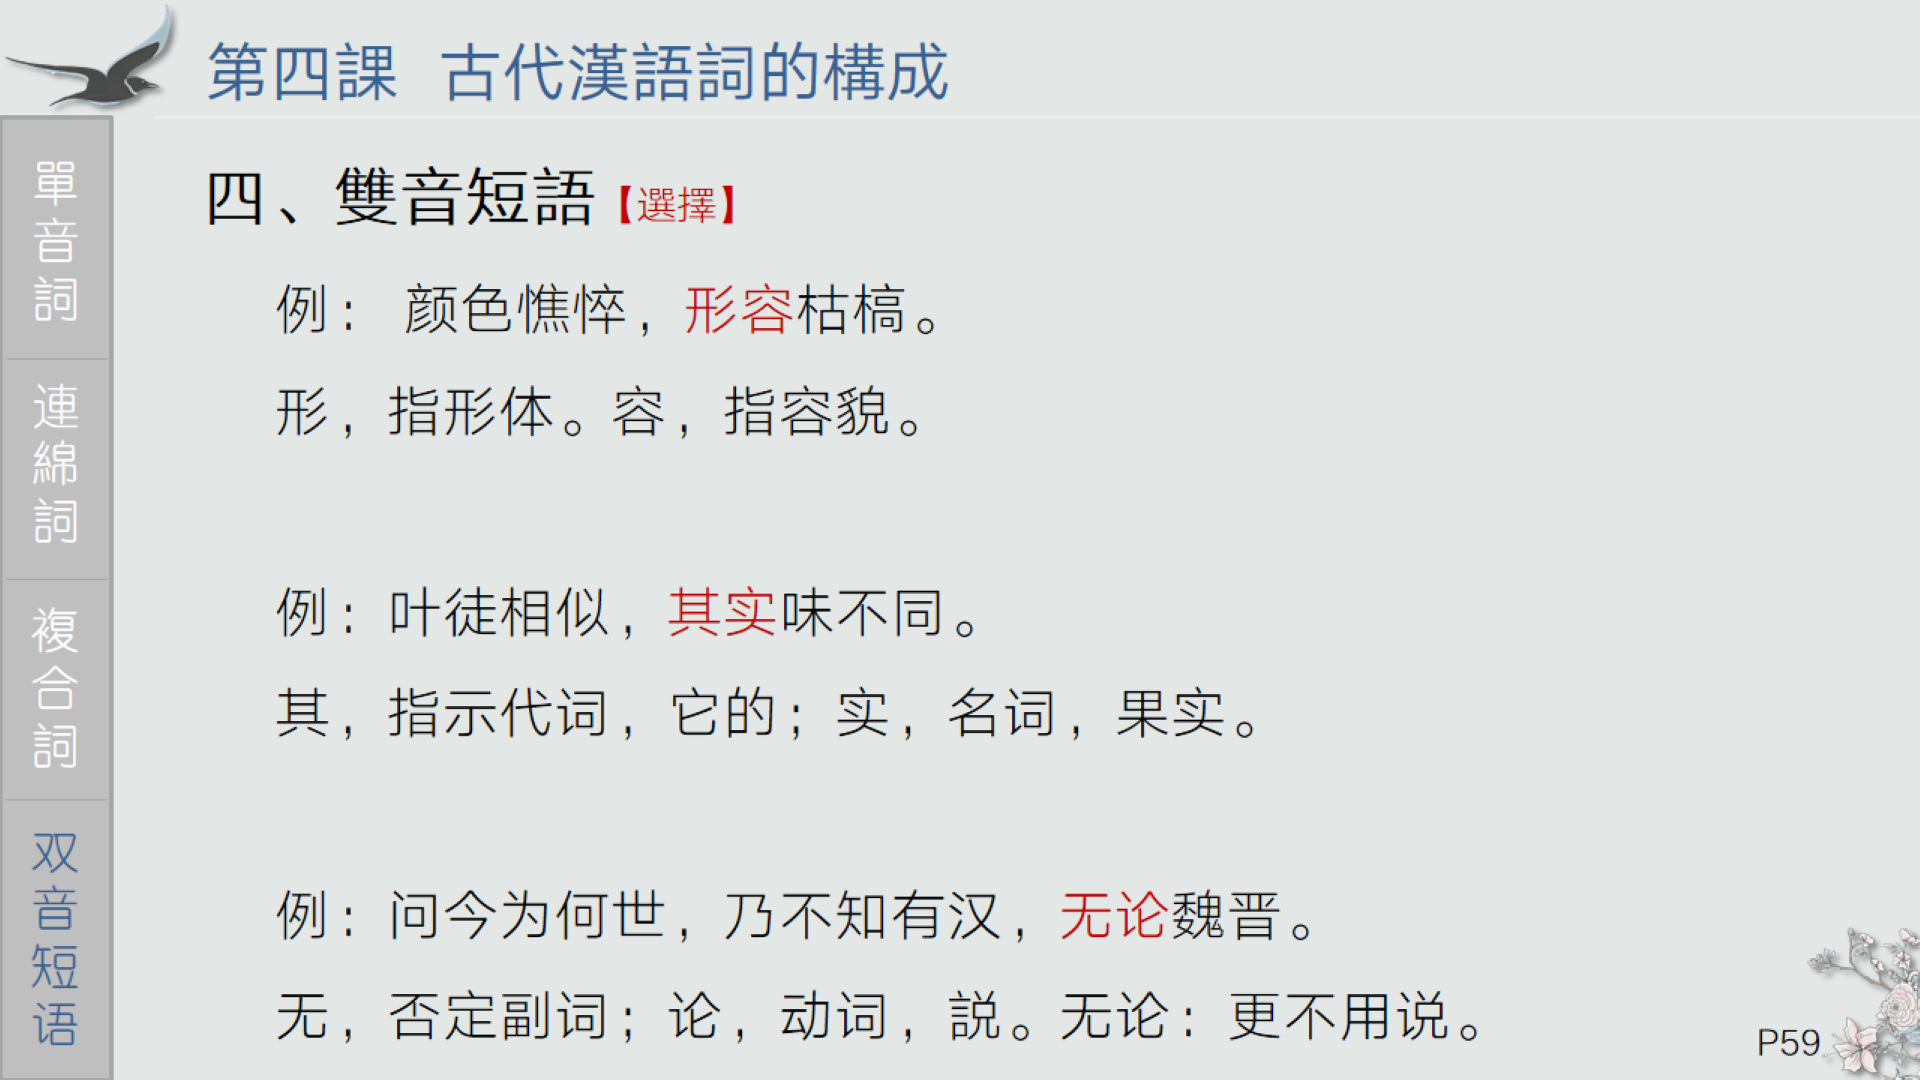 第四課 古代漢語詞的構成
單音詞
連綿詞
複合詞
双音短语
四、雙音短語【選擇】
例： 颜色憔悴，形容枯槁。
形，指形体。容，指容貌。
例：叶徒相似，其实味不同。
其，指示代词，它的；实，名词，果实。
例：问今为何世，乃不知有汉，无论魏晋。
无，否定副词；论，动词，説。无论：更不用说。
P59